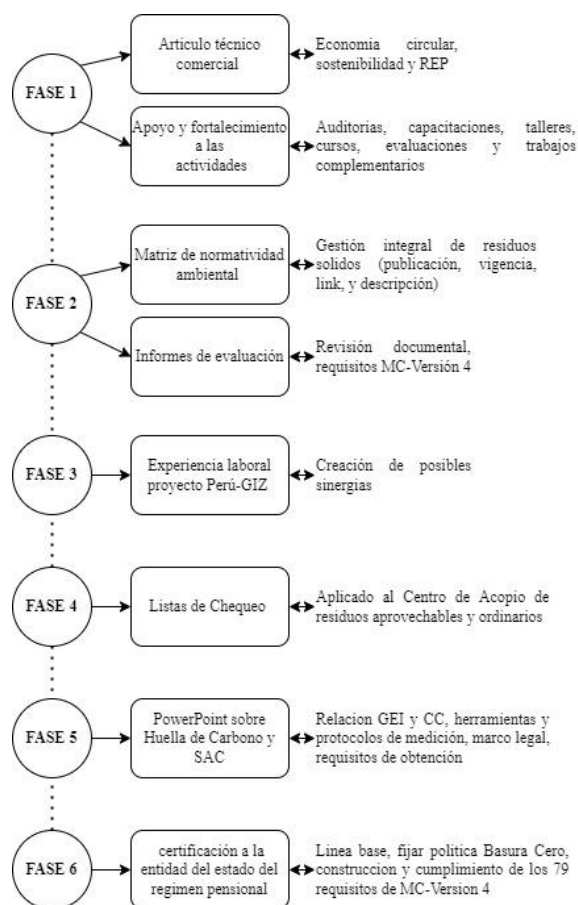 FASE 1
Articulo técnico
comercial
Economia circular,
sostenibilidad y REP
Apoyo y fortalecimiento
a las
actividades
Auditorias, capacitaciones, talleres,
cursos, evaluaciones y trabajos
complementarios
FASE 2
Matriz de normatividad
ambiental
Gestión integral de residuos
solidos (publicación, vigencia,
link, y descripción)
Informes de evaluación
Revisión documental,
requisitos MC-Versión 4
FASE 3
Experiencia laboral
proyecto Perú-GIZ
Creación de posibles
sinergias
FASE 4
Listas de Chequeo
Aplicado al Centro de Acopio de
residuos aprovechables y ordinarios
FASE 5
PowerPoint sobre
Huella de Carbono y
SAC
Relacion GEI y CC, herramientas y
protocolos de medición, marco legal,
requisitos de obtención
FASE 6
certificación a la
entidad del estado del
regimen pensional
Linea base, fijar politica Basura Cero,
construccion y cumplimiento de los 79
requisitos de MC-Version 4